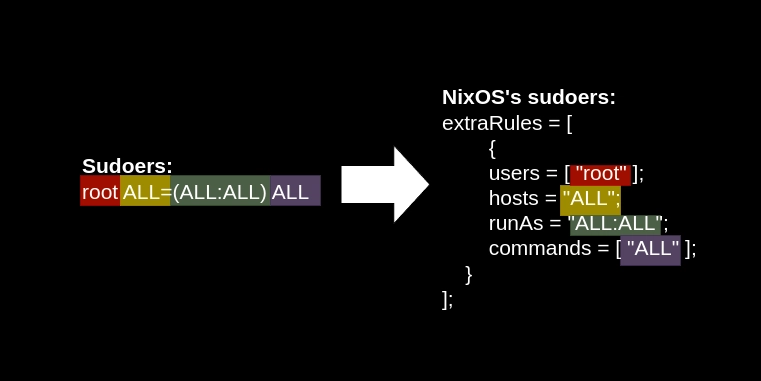 Sudoers:
root ALL=(ALL:ALL) ALL
NixOS's sudoers:
extraRules = [
{
users = [ "root" ];
hosts = "ALL";
runAs = "ALL:ALL";
commands = [ "ALL" ];
}
];